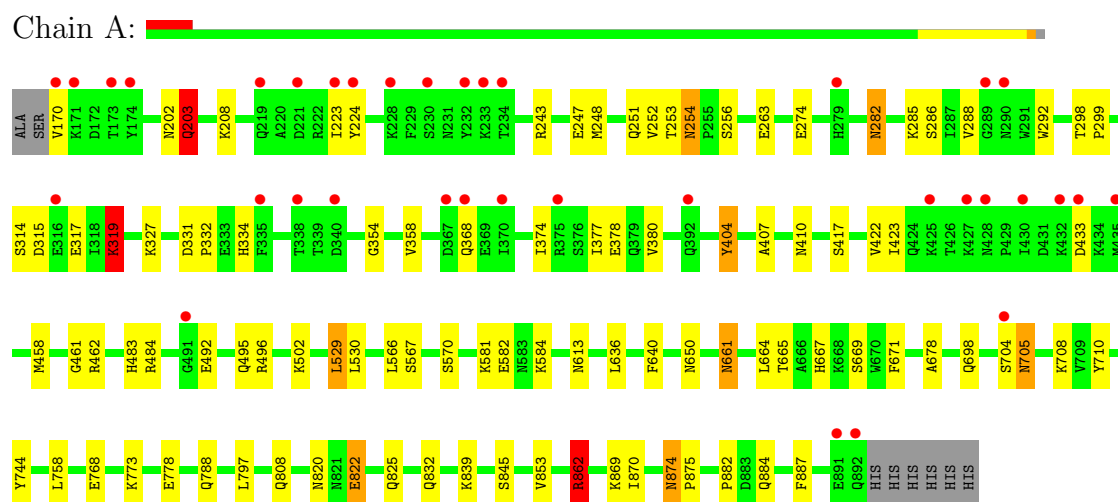 Chain A:
ALA SER V170 K171 D172 T173 Y174 N202 Q203 K208 Q219 A220 D221 R222 I223 Y224 K228 F229 S230 N231 Y232 K233 T234 R243 E247 M248 Q251 V252 T253 N254 P255 S256 E263 E274 H279 N282 K285 S286 I287 V288 G289 N290 W291 W292 T298 P299
S314 D315 E316 E317 I318 K319 K327 D331 P332 E333 H334 F335 T338 T339 D340 G354 V358 D367 Q368 E369 I370 I374 R375 S376 I377 E378 Q379 V380 Q392 Y404 A407 N410 S417 V422 I423 Q424 K425 T426 K427 N428 P429 I430 D431 K432 D433 K434 M435
M458 G461 R462 H483 R484 G491 E492 Q495 R496 K502 L529 L530 L566 S567 S570 K581 E582 N583 K584 N613 L636 F640 N650 N661 L664 T665 A666 H667 K668 S669 W670 F671 A678 Q698 S704 N705 K708 V709 Y710
Y744 L758 E768 K773 E778 Q788 L797 Q808 N820 N821 E822 Q825 Q832 K839 S845 V853 R862 K869 I870 N874 P875 P882 D883 Q884 F887 E891 Q892 HIS HIS HIS HIS HIS